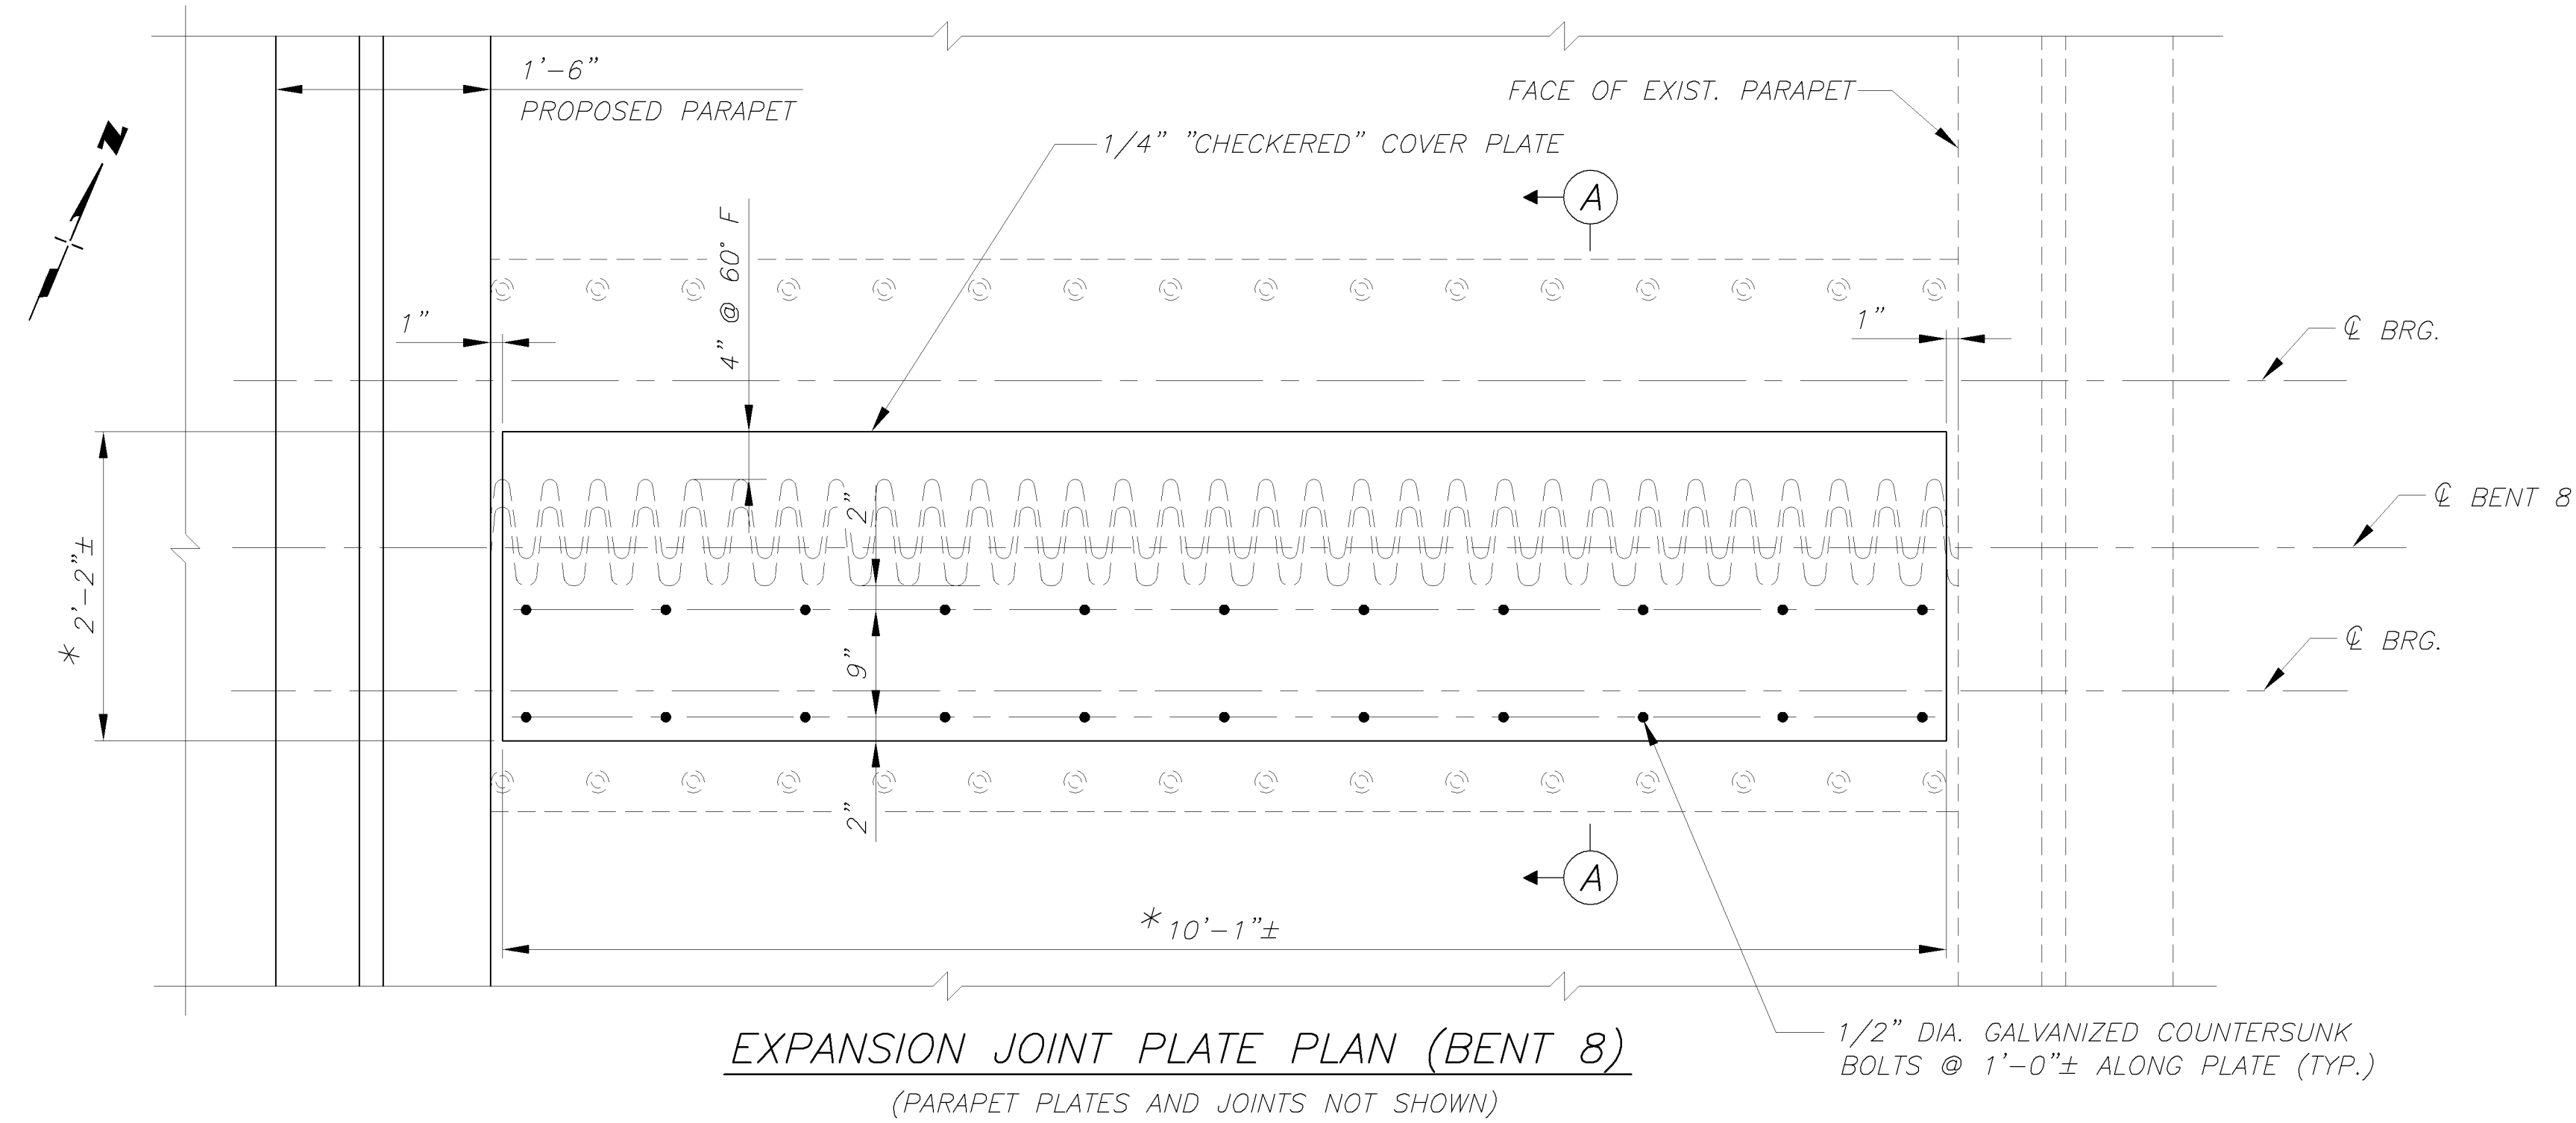 1'-6"
PROPOSED PARAPET
FACE OF EXIST. PARAPET
1/4" "CHECKERED" COVER PLATE
N
A
4" @ 60° F
1"
1"
℄ BRG.
℄ BENT 8
2"
* 2'-2"±
℄ BRG.
9"
2"
A
* 10'-1"±
1/2" DIA. GALVANIZED COUNTERSUNK
BOLTS @ 1'-0"± ALONG PLATE (TYP.)
EXPANSION JOINT PLATE PLAN (BENT 8)
(PARAPET PLATES AND JOINTS NOT SHOWN)